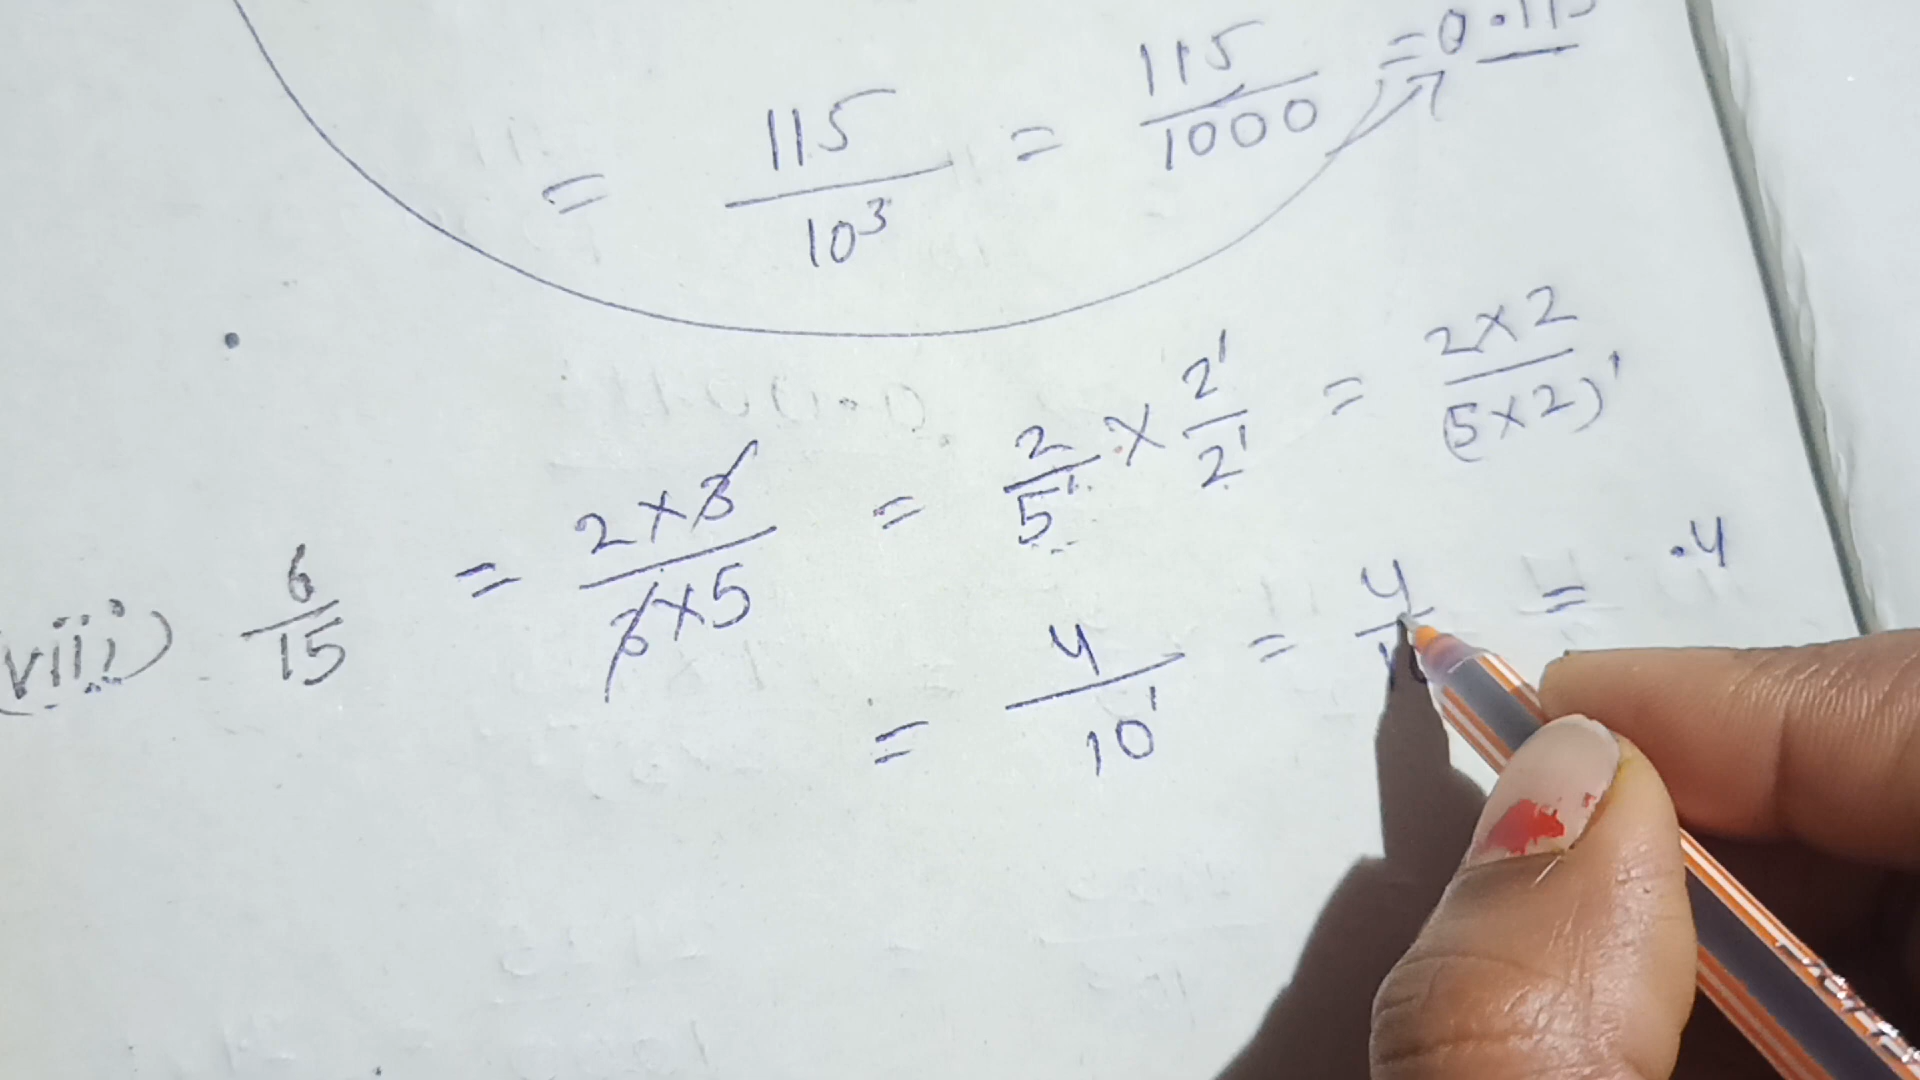 = 115/10³ = 115/1000 = 0.115
(viii) 6/15 = 2×3/3×5 = 2/5¹ × 2¹/2¹ = 2×2/(5×2)¹
= 4/10¹ = 4/10 = .4